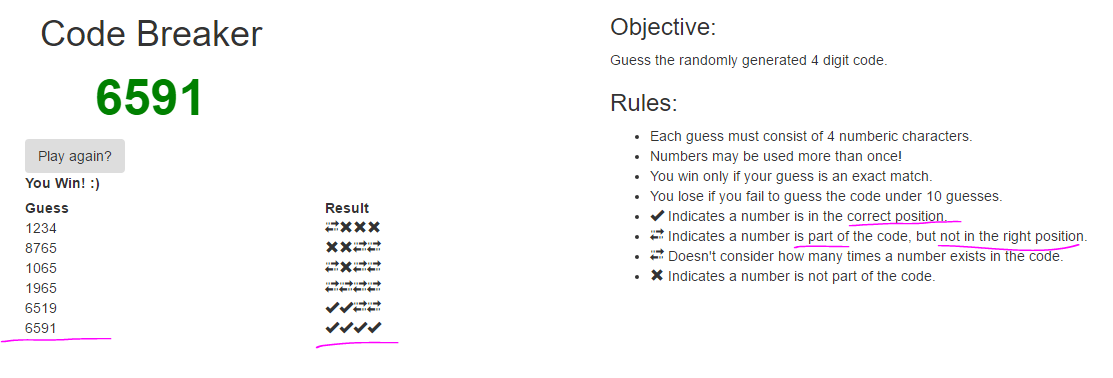 Code Breaker
6591
Play again?
You Win! :)
Guess Result
1234 ⇄✖✖✖
8765 ✖✖⇄⇄
1065 ⇄✖⇄⇄
1965 ⇄⇄⇄⇄
6519 ✔✔⇄⇄
6591 ✔✔✔✔
Objective:
Guess the randomly generated 4 digit code.
Rules:
• Each guess must consist of 4 numberic characters.
• Numbers may be used more than once!
• You win only if your guess is an exact match.
• You lose if you fail to guess the code under 10 guesses.
• ✔ Indicates a number is in the correct position.
• ⇄ Indicates a number is part of the code, but not in the right position.
• ⇄ Doesn't consider how many times a number exists in the code.
• ✖ Indicates a number is not part of the code.